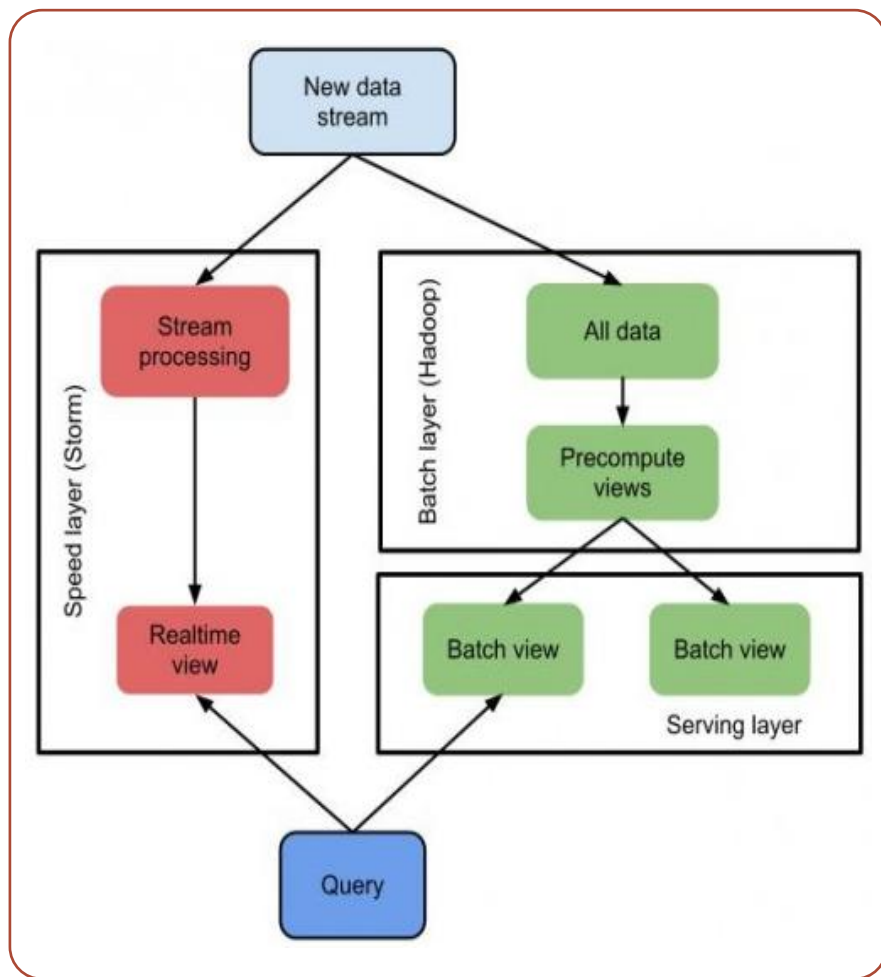 New data
stream
Speed layer (Storm)
Stream
processing
Realtime
view
Batch layer (Hadoop)
All data
Precompute
views
Batch view
Batch view
Serving layer
Query